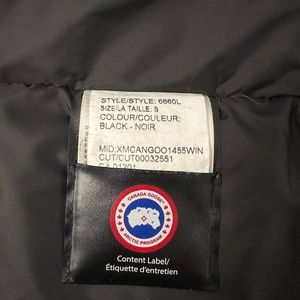 STYLE/STYLE: 6660L
SIZE/LA TAILLE: S
COLOUR/COULEUR:
BLACK - NOIR
MID:XMCANGOO1455WIN
CUT/CUT00032551
CANADA GOOSE
ARCTIC PROGRAM
Content Label/
Étiquette d'entretien